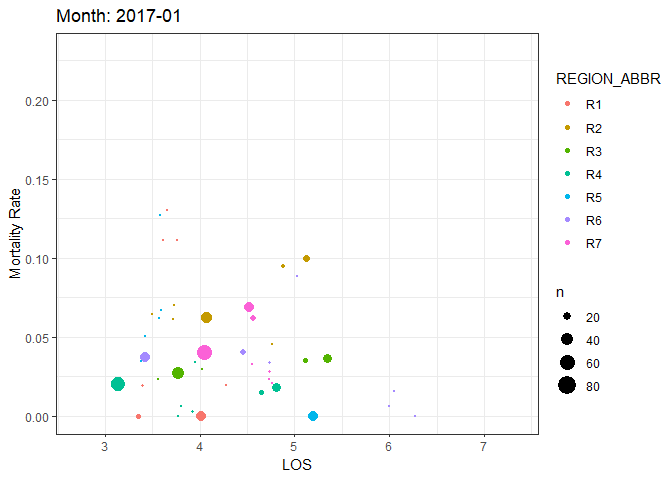 Month: 2017-01
Mortality Rate
0.20
0.15
0.10
0.05
0.00
3 4 5 6 7
LOS
REGION_ABBR
R1
R2
R3
R4
R5
R6
R7
n
20
40
60
80